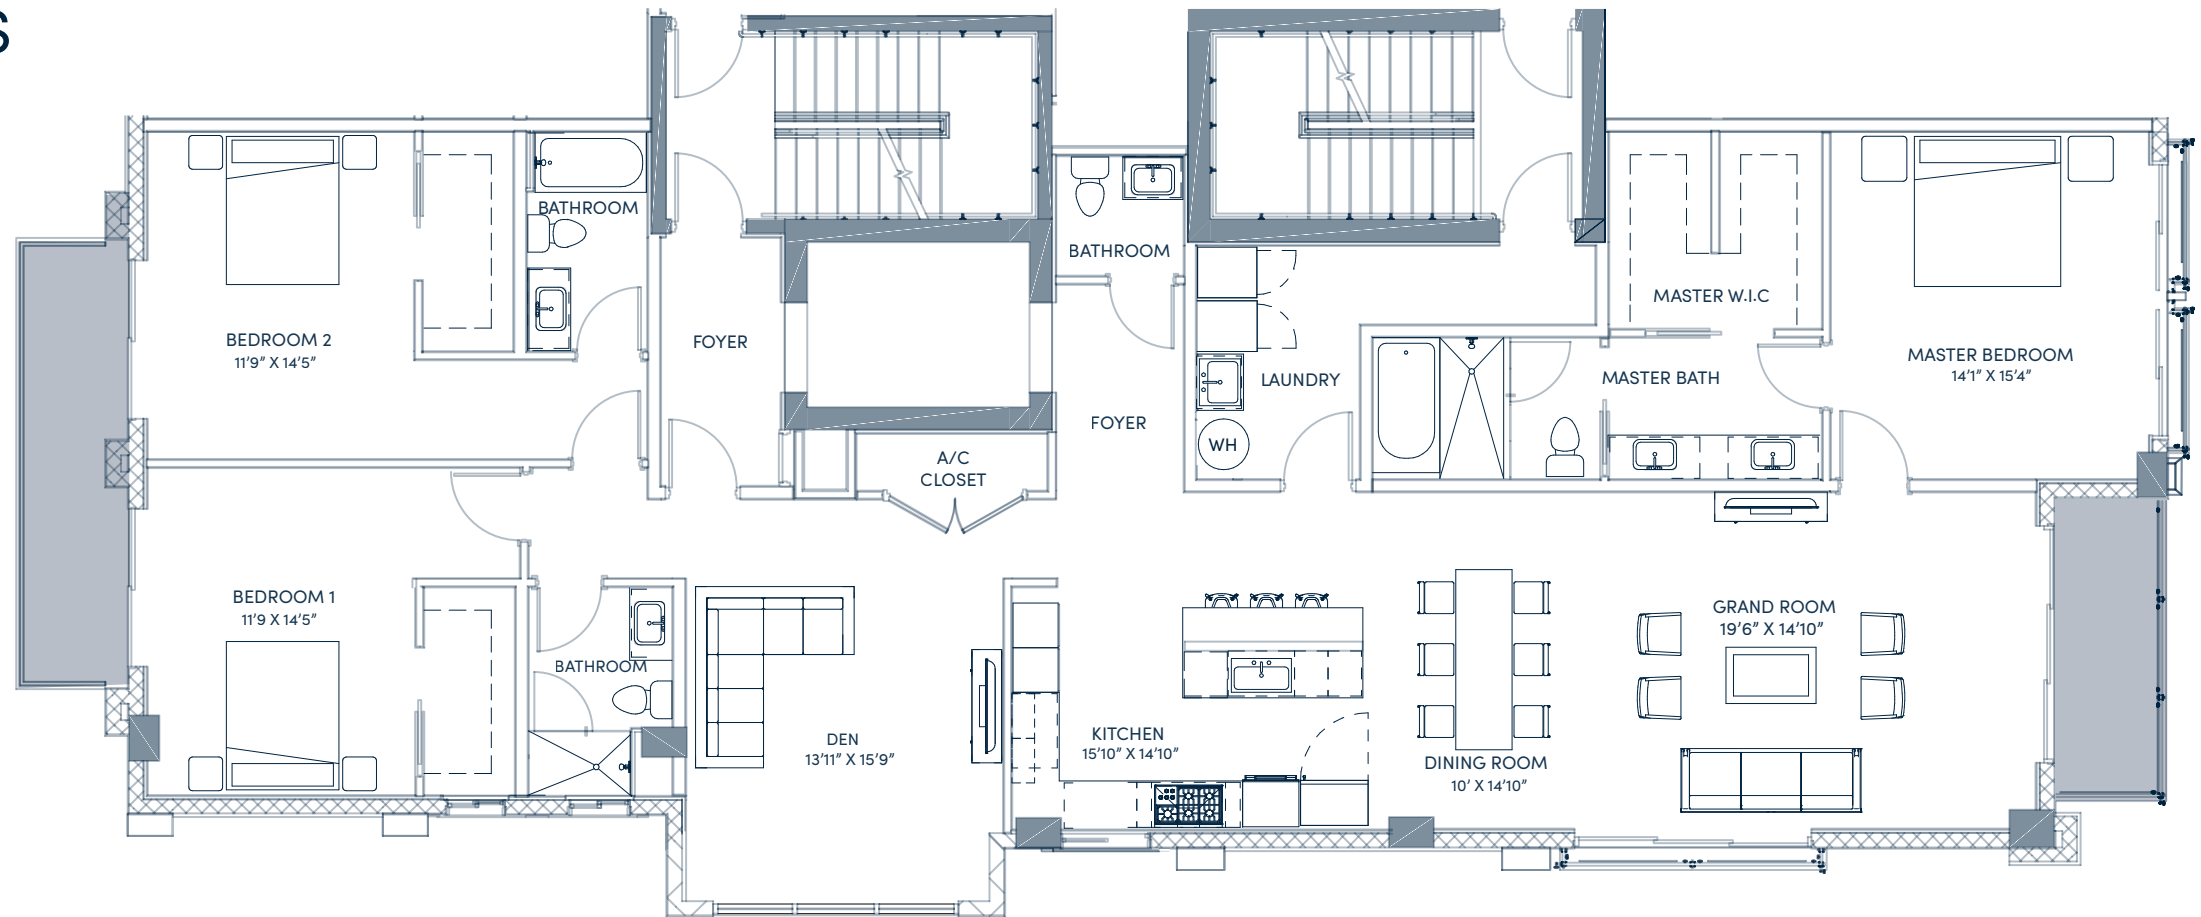 S
BATHROOM
BATHROOM
MASTER W.I.C
BEDROOM 2
11'9" X 14'5"
FOYER
MASTER BEDROOM
14'1" X 15'4"
LAUNDRY
MASTER BATH
FOYER
WH
A/C
CLOSET
BEDROOM 1
11'9 X 14'5"
GRAND ROOM
19'6" X 14'10"
BATHROOM
KITCHEN
15'10" X 14'10"
DEN
13'11" X 15'9"
DINING ROOM
10' X 14'10"